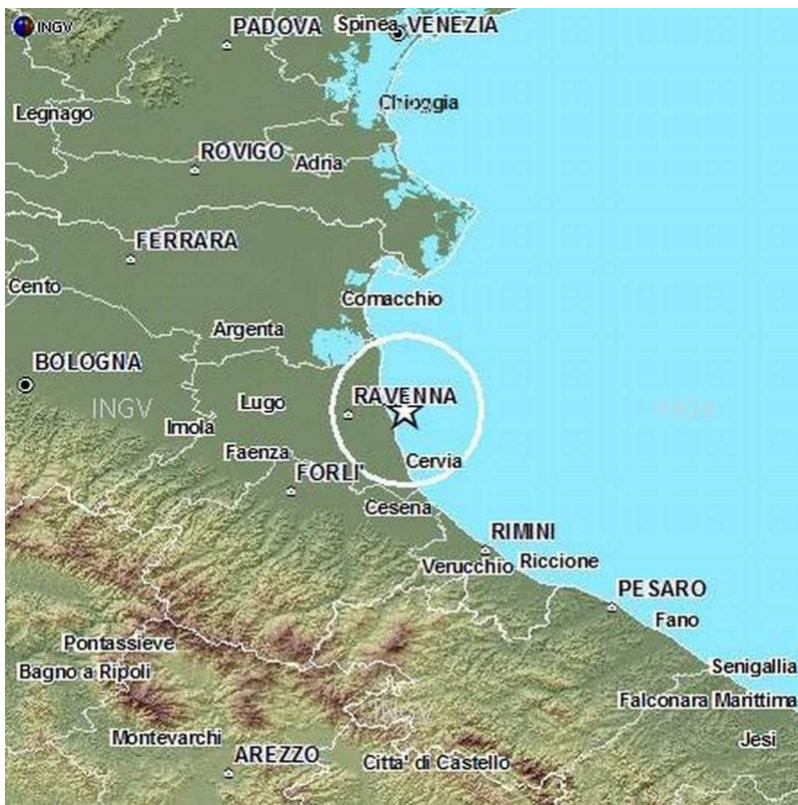 INGV
PADOVA
Spinea
VENEZIA
Legnago
Chioggia
ROVIGO
Adria
FERRARA
Cento
Comacchio
Argenta
BOLOGNA
INGV
Lugo
RAVENNA
Imola
Faenza
Cervia
FORLI'
Cesena
RIMINI
Verucchio
Riccione
PESARO
Fano
Pontassieve
Bagno a Ripoli
Senigallia
Falconara Marittima
INGV
Montevarchi
AREZZO
Citta' di Castello
Jesi